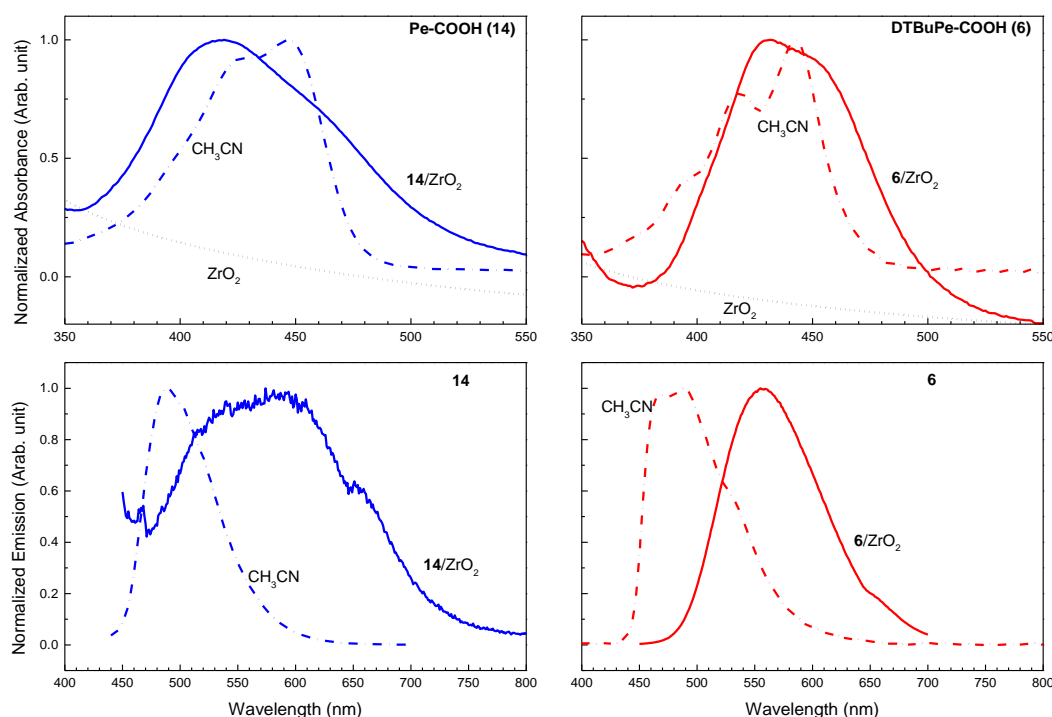 Pe-COOH (14)
DTBuPe-COOH (6)
Normalizaed Absorbance (Arab. unit)
1.0
0.5
0.0
CH₃CN
14/ZrO₂
ZrO₂
350 400 450 500 550
CH₃CN
6/ZrO₂
ZrO₂
350 400 450 500 550
Normalized Emission (Arab. unit)
1.0
0.8
0.6
0.4
0.2
0.0
14
CH₃CN
14/ZrO₂
400 450 500 550 600 650 700 750 800
Wavelength (nm)
6
CH₃CN
6/ZrO₂
400 450 500 550 600 650 700 750 800
Wavelength (nm)